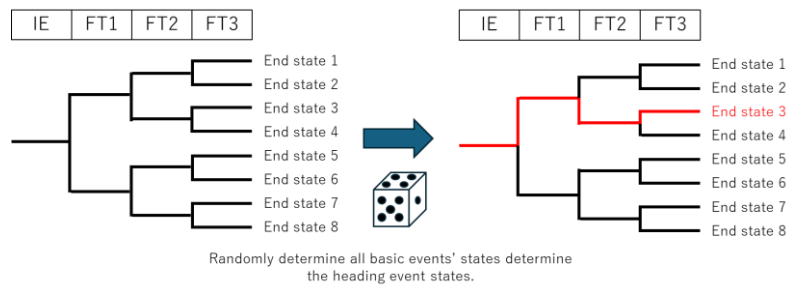 IE FT1 FT2 FT3
End state 1
End state 2
End state 3
End state 4
End state 5
End state 6
End state 7
End state 8
IE FT1 FT2 FT3
End state 1
End state 2
End state 3
End state 4
End state 5
End state 6
End state 7
End state 8
Randomly determine all basic events' states determine
the heading event states.